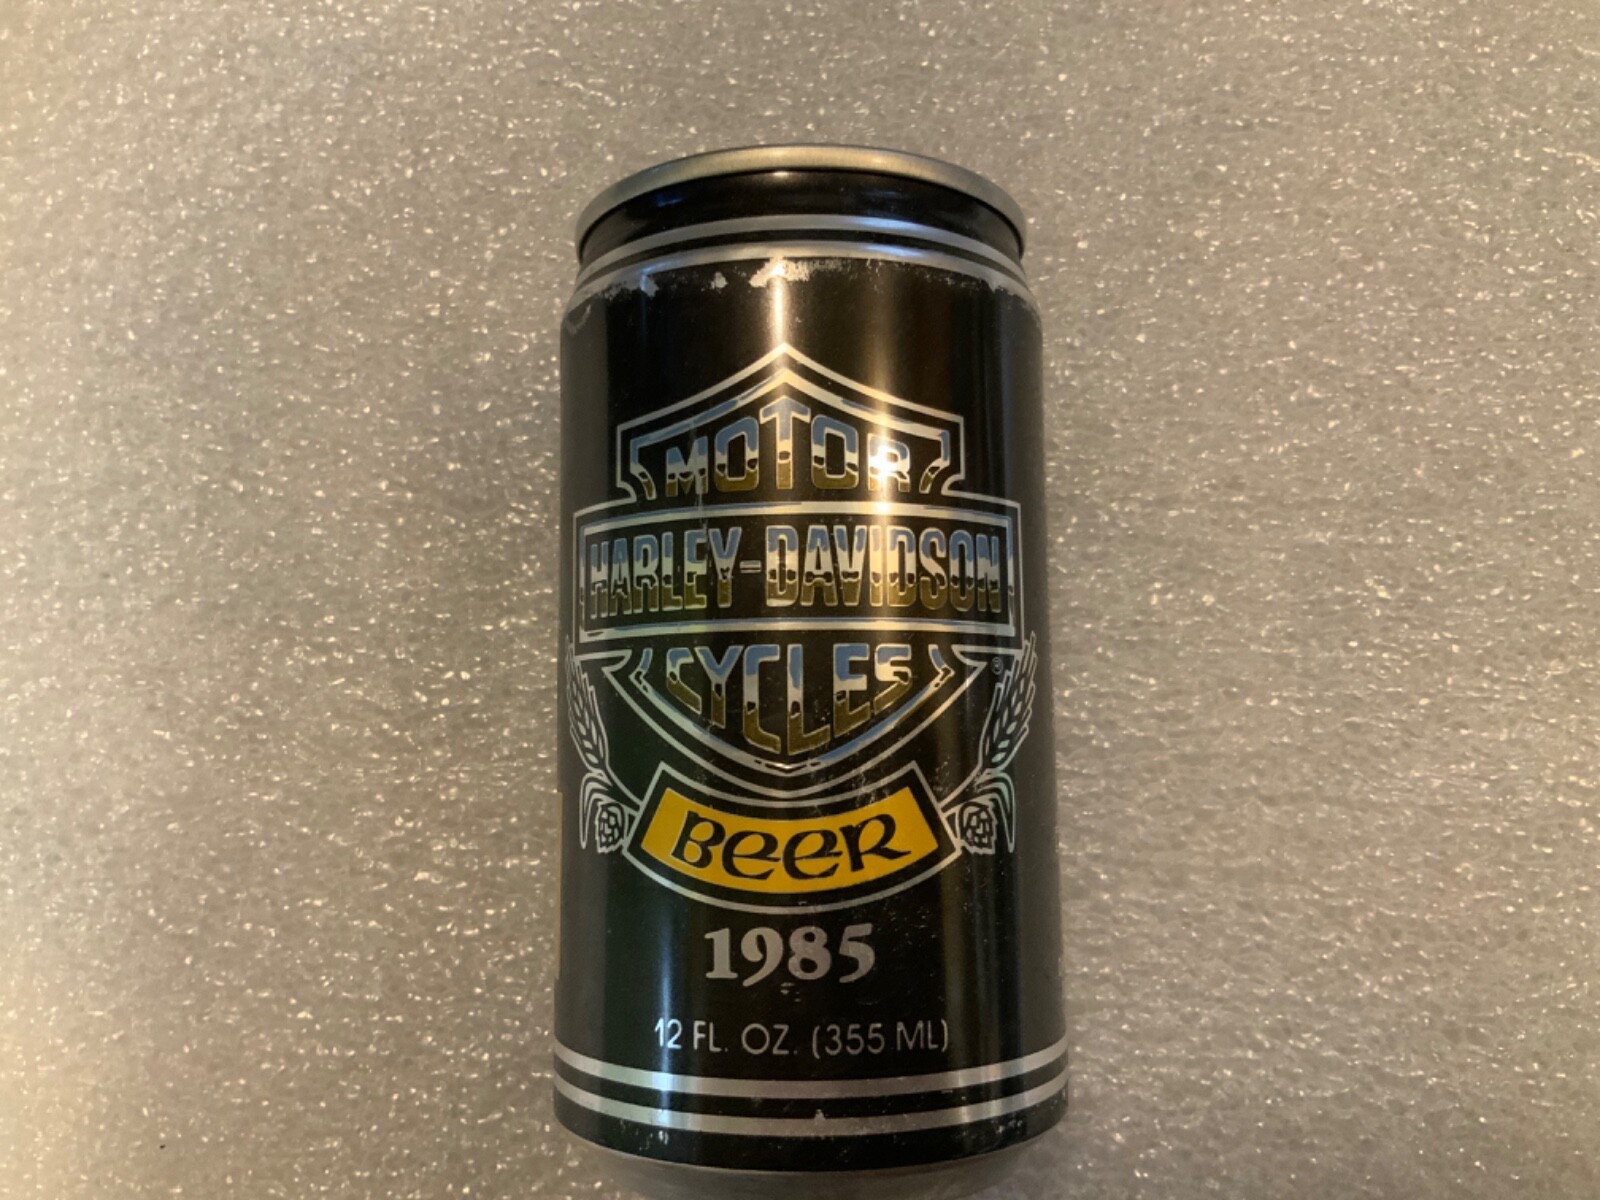 MOTOR
HARLEY-DAVIDSON
CYCLES
®
BEER
1985
12 FL. OZ. (355 ML)